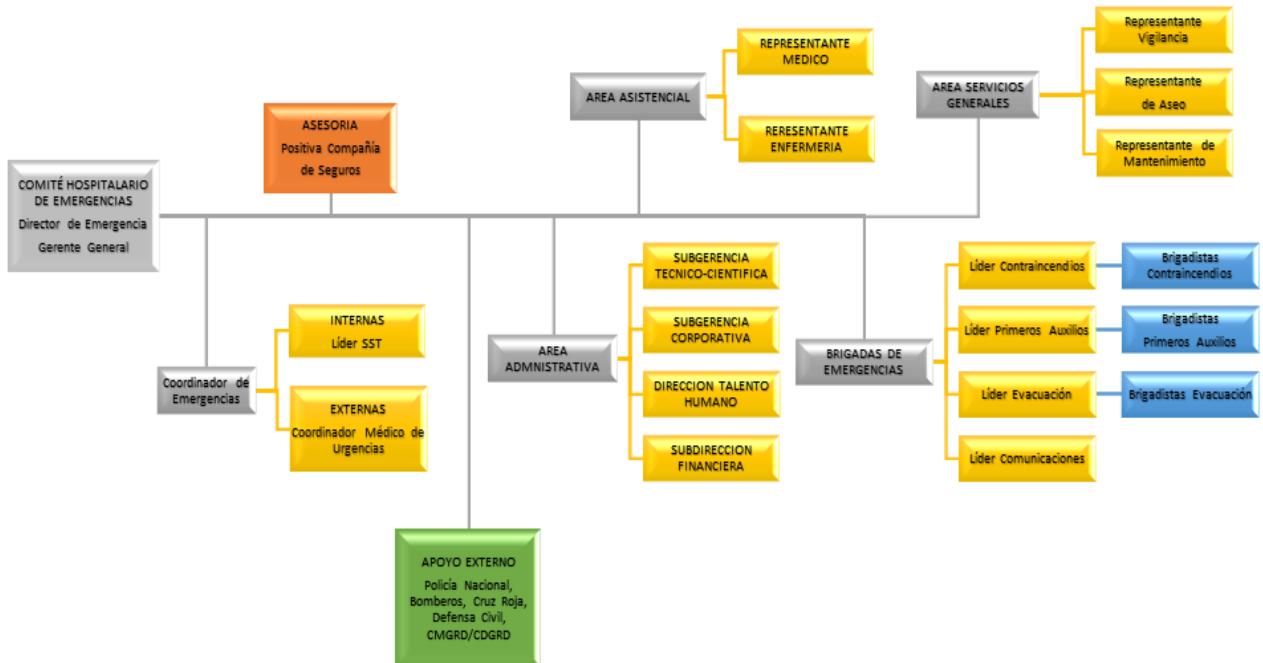 COMITÉ HOSPITALARIO
DE EMERGENCIAS
Director de Emergencia
Gerente General
ASESORIA
Positiva Compañía
de Seguros
AREA ASISTENCIAL
REPRESENTANTE
MEDICO
RERESENTANTE
ENFERMERIA
AREA SERVICIOS
GENERALES
Representante
Vigilancia
Representante
de Aseo
Representante de
Mantenimiento
Coordinador de
Emergencias
INTERNAS
Líder SST
EXTERNAS
Coordinador Médico de
Urgencias
APOYO EXTERNO
Policía Nacional,
Bomberos, Cruz Roja,
Defensa Civil,
CMGRD/CDGRD
AREA
ADMNISTRATIVA
SUBGERENCIA
TECNICO-CIENTIFICA
SUBGERENCIA
CORPORATIVA
DIRECCION TALENTO
HUMANO
SUBDIRECCION
FINANCIERA
BRIGADAS DE
EMERGENCIAS
Líder Contraincendios
Brigadistas
Contraincendios
Líder Primeros Auxilios
Brigadistas
Primeros Auxilios
Líder Evacuación
Brigadistas Evacuación
Líder Comunicaciones